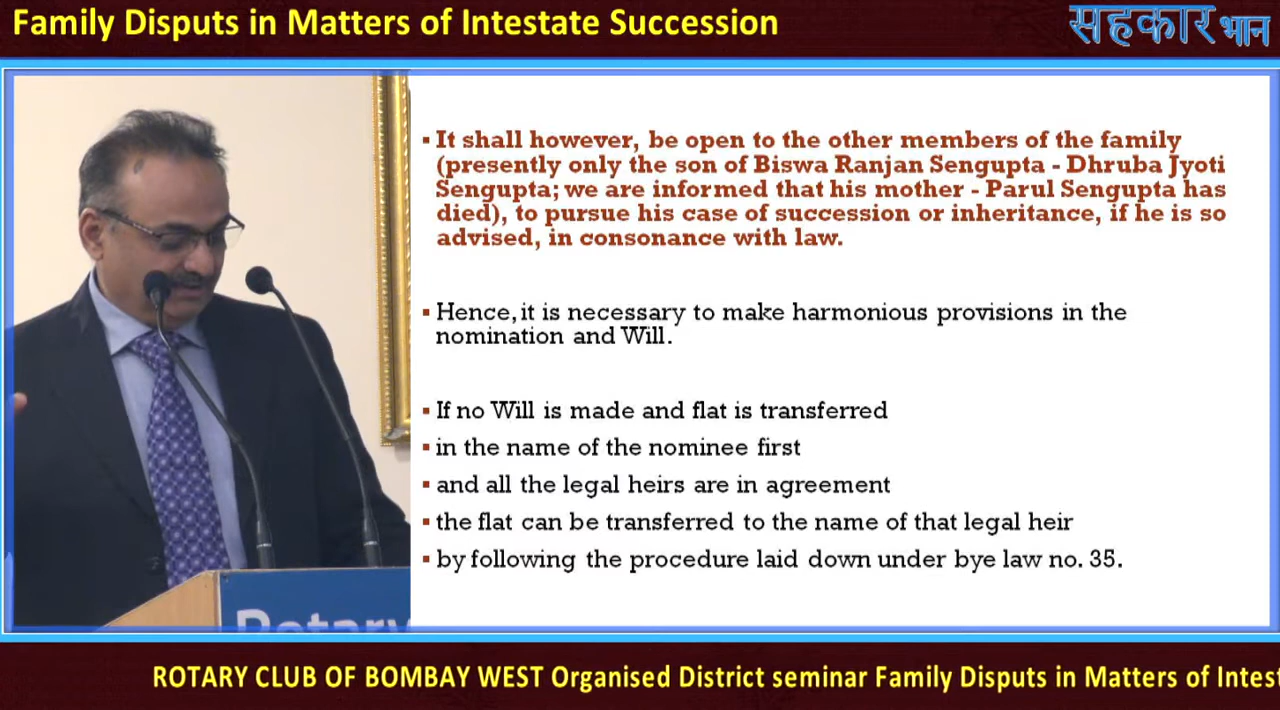 Family Disputs in Matters of Intestate Succession
सहकार भान
▪ It shall however, be open to the other members of the family
(presently only the son of Biswa Ranjan Sengupta - Dhruba Jyoti
Sengupta; we are informed that his mother - Parul Sengupta has
died), to pursue his case of succession or inheritance, if he is so
advised, in consonance with law.
▪ Hence, it is necessary to make harmonious provisions in the
nomination and Will.
▪ If no Will is made and flat is transferred
▪ in the name of the nominee first
▪ and all the legal heirs are in agreement
▪ the flat can be transferred to the name of that legal heir
▪ by following the procedure laid down under bye law no. 35.
Rotary
ROTARY CLUB OF BOMBAY WEST Organised District seminar Family Disputs in Matters of Intest